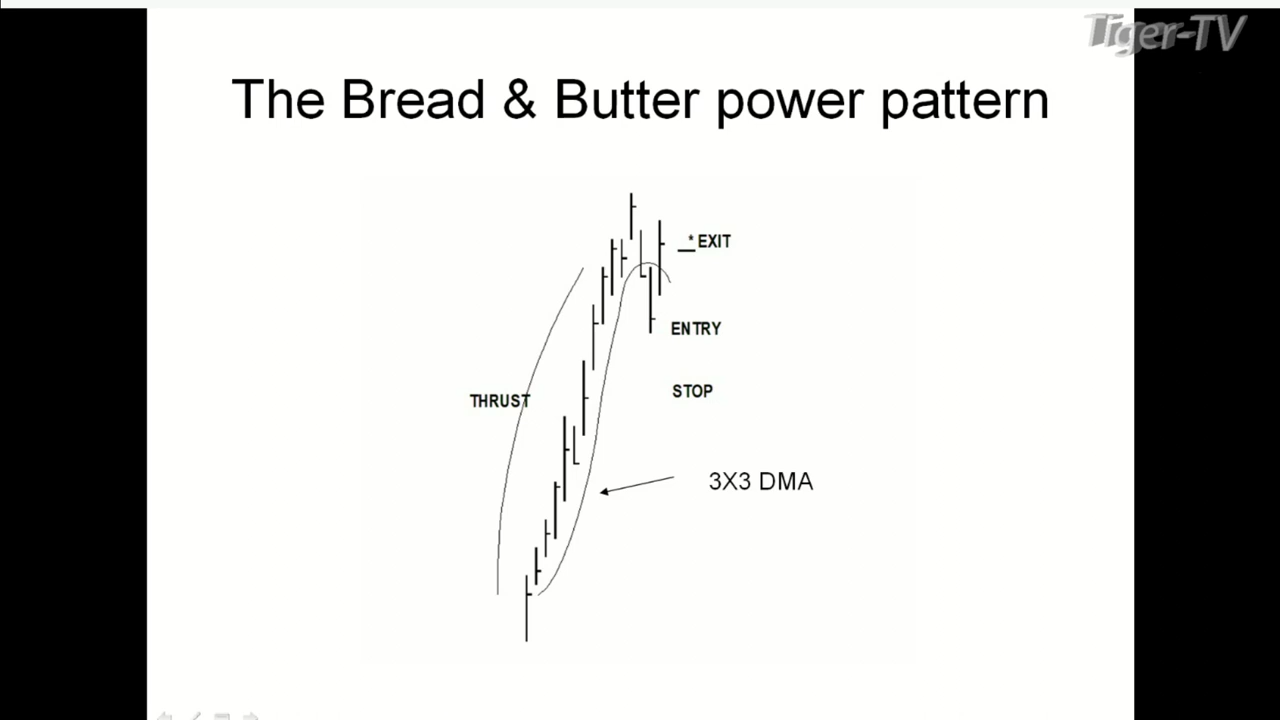 Tiger-TV
The Bread & Butter power pattern
* EXIT
ENTRY
STOP
THRUST
3X3 DMA